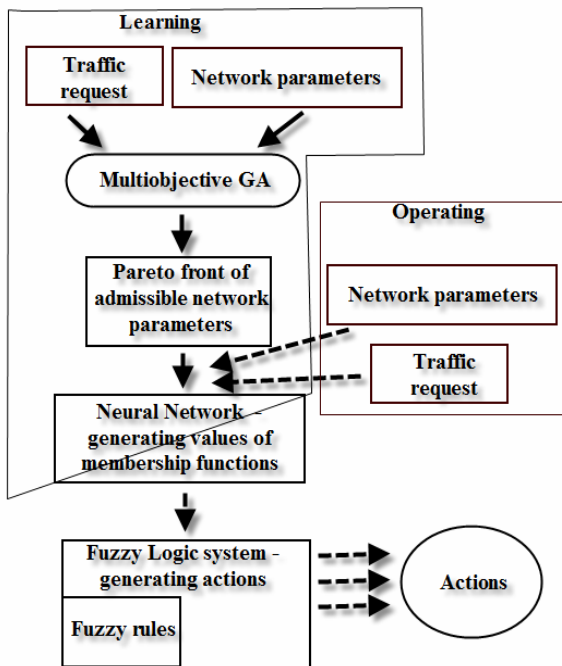 Learning
Traffic
request
Network parameters
Multiobjective GA
Pareto front of
admissible network
parameters
Operating
Network parameters
Traffic
request
Neural Network –
generating values of
membership functions
Fuzzy Logic system -
generating actions
Fuzzy rules
Actions